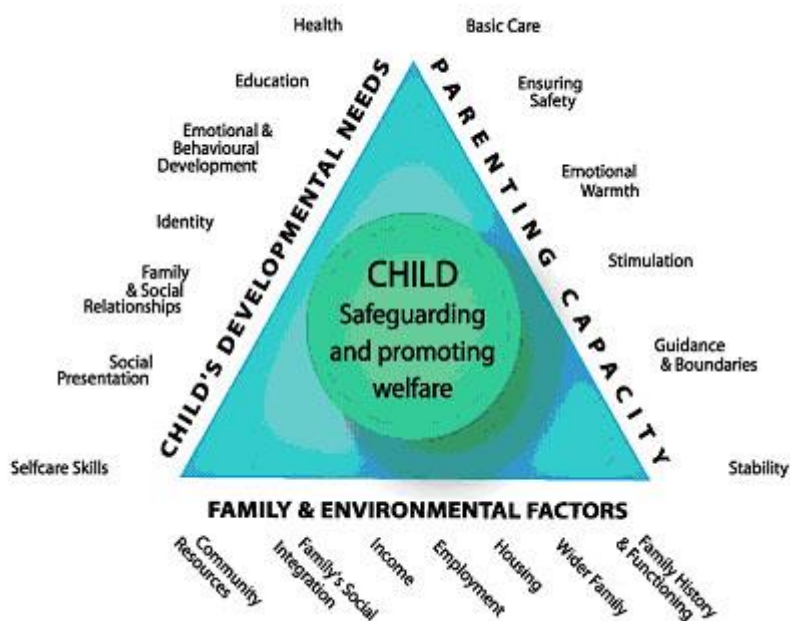 Health
Education
Emotional &
Behavioural
Development
Identity
Family
& Social
Relationships
Social
Presentation
Selfcare Skills
CHILD'S DEVELOPMENTAL NEEDS
CHILD
Safeguarding
and promoting
welfare
PARENTING CAPACITY
Basic Care
Ensuring
Safety
Emotional
Warmth
Stimulation
Guidance
& Boundaries
Stability
FAMILY & ENVIRONMENTAL FACTORS
Community
Resources
Family's Social
Integration
Income
Employment
Housing
Wider Family
Family History
& Functioning